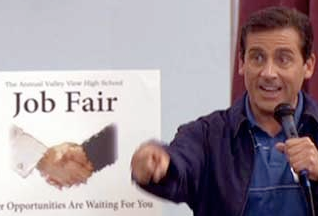 The Annual Valley View High School
Job Fair
Opportunities Are Waiting For You